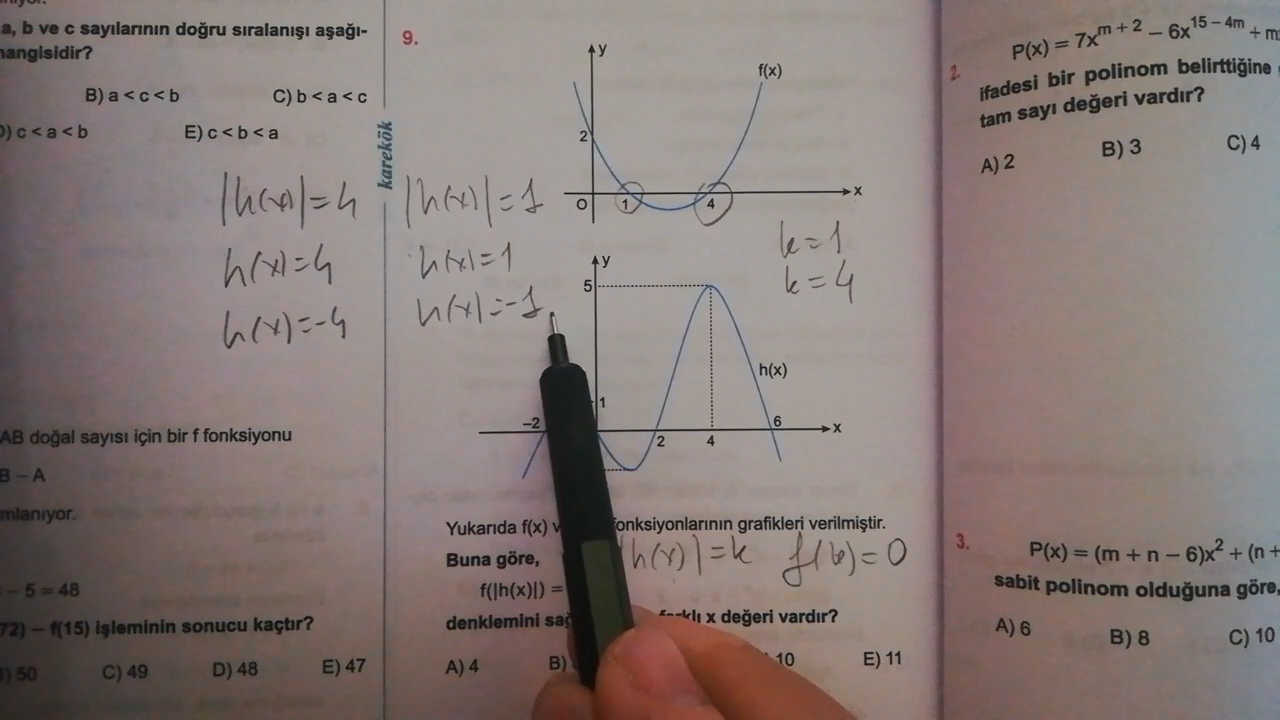 a, b ve c sayılarının doğru sıralanışı aşağı-
hangisidir?
B) a < c < b C) b < a < c
) c < a < b E) c < b < a
|h(x)| = 4
h(x) = 4
h(x) = -4
AB doğal sayısı için bir f fonksiyonu
B – A
mlanıyor.
– 5 = 48
72) – f(15) işleminin sonucu kaçtır?
) 50 C) 49 D) 48 E) 47
karekök
9.
y
f(x)
2
O 1 4 x
|h(x)| = 1
h(x) = 1
h(x) = -1
k = 1
k = 4
y
5
h(x)
1
-2 2 4 6 x
Yukarıda f(x) v onksiyonlarının grafikleri verilmiştir.
Buna göre, |h(x)| = k f(k) = 0
f(|h(x)|) =
denklemini sa farklı x değeri vardır?
A) 4 B) 10 E) 11
2.
P(x) = 7x^{m + 2} – 6x^{15 – 4m} + m
ifadesi bir polinom belirttiğine
tam sayı değeri vardır?
A) 2 B) 3 C) 4
3.
P(x) = (m + n – 6)x² + (n +
sabit polinom olduğuna göre,
A) 6 B) 8 C) 10